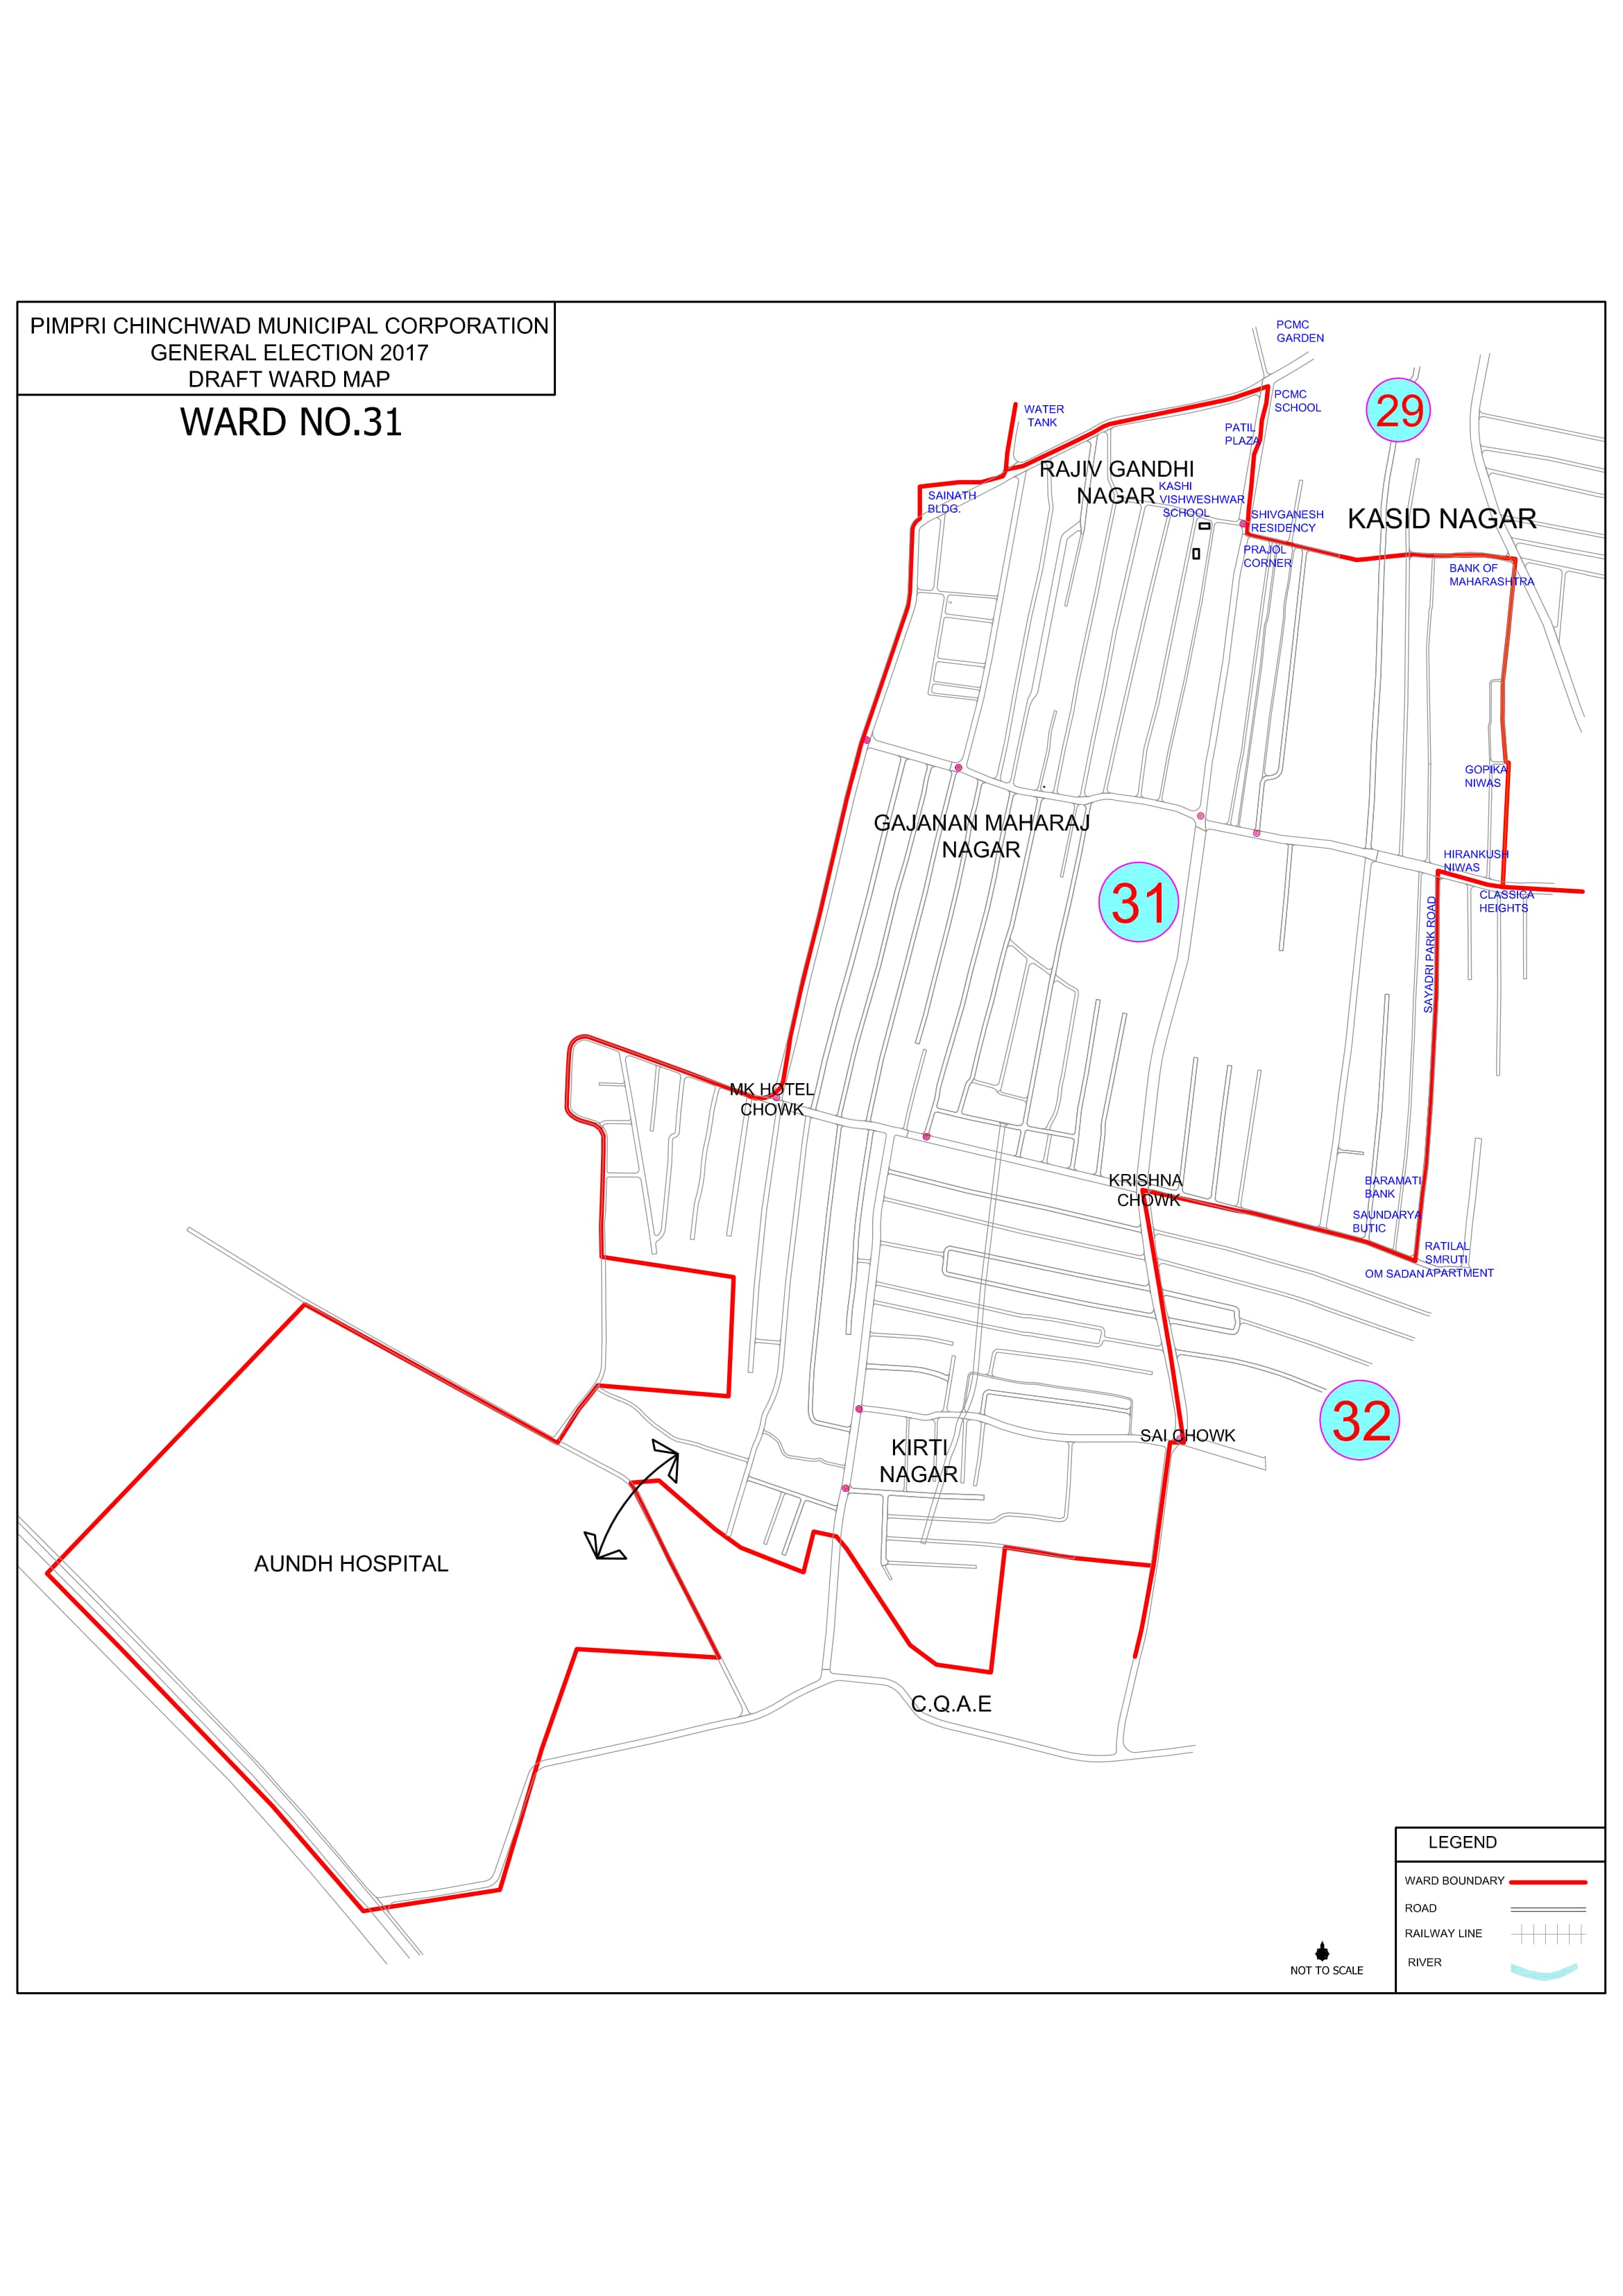 PIMPRI CHINCHWAD MUNICIPAL CORPORATION
GENERAL ELECTION 2017
DRAFT WARD MAP
WARD NO.31
PCMC
GARDEN
PCMC
SCHOOL
29
WATER
TANK
PATIL
PLAZA
RAJIV GANDHI
NAGAR
KASHI
VISHWESHWAR
SCHOOL
SAINATH
BLDG.
SHIVGANESH
RESIDENCY
KASID NAGAR
PRAJOL
CORNER
BANK OF
MAHARASHTRA
GOPIKA
NIWAS
GAJANAN MAHARAJ
NAGAR
HIRANKUSH
NIWAS
31
CLASSICA
HEIGHTS
SAYADRI PARK ROAD
MK HOTEL
CHOWK
KRISHNA
CHOWK
BARAMATI
BANK
SAUNDARYA
BUTIC
RATILAL
SMRUTI
APARTMENT
OM SADAN
32
SAI CHOWK
KIRTI
NAGAR
AUNDH HOSPITAL
C.Q.A.E
LEGEND
WARD BOUNDARY
ROAD
RAILWAY LINE
RIVER
NOT TO SCALE